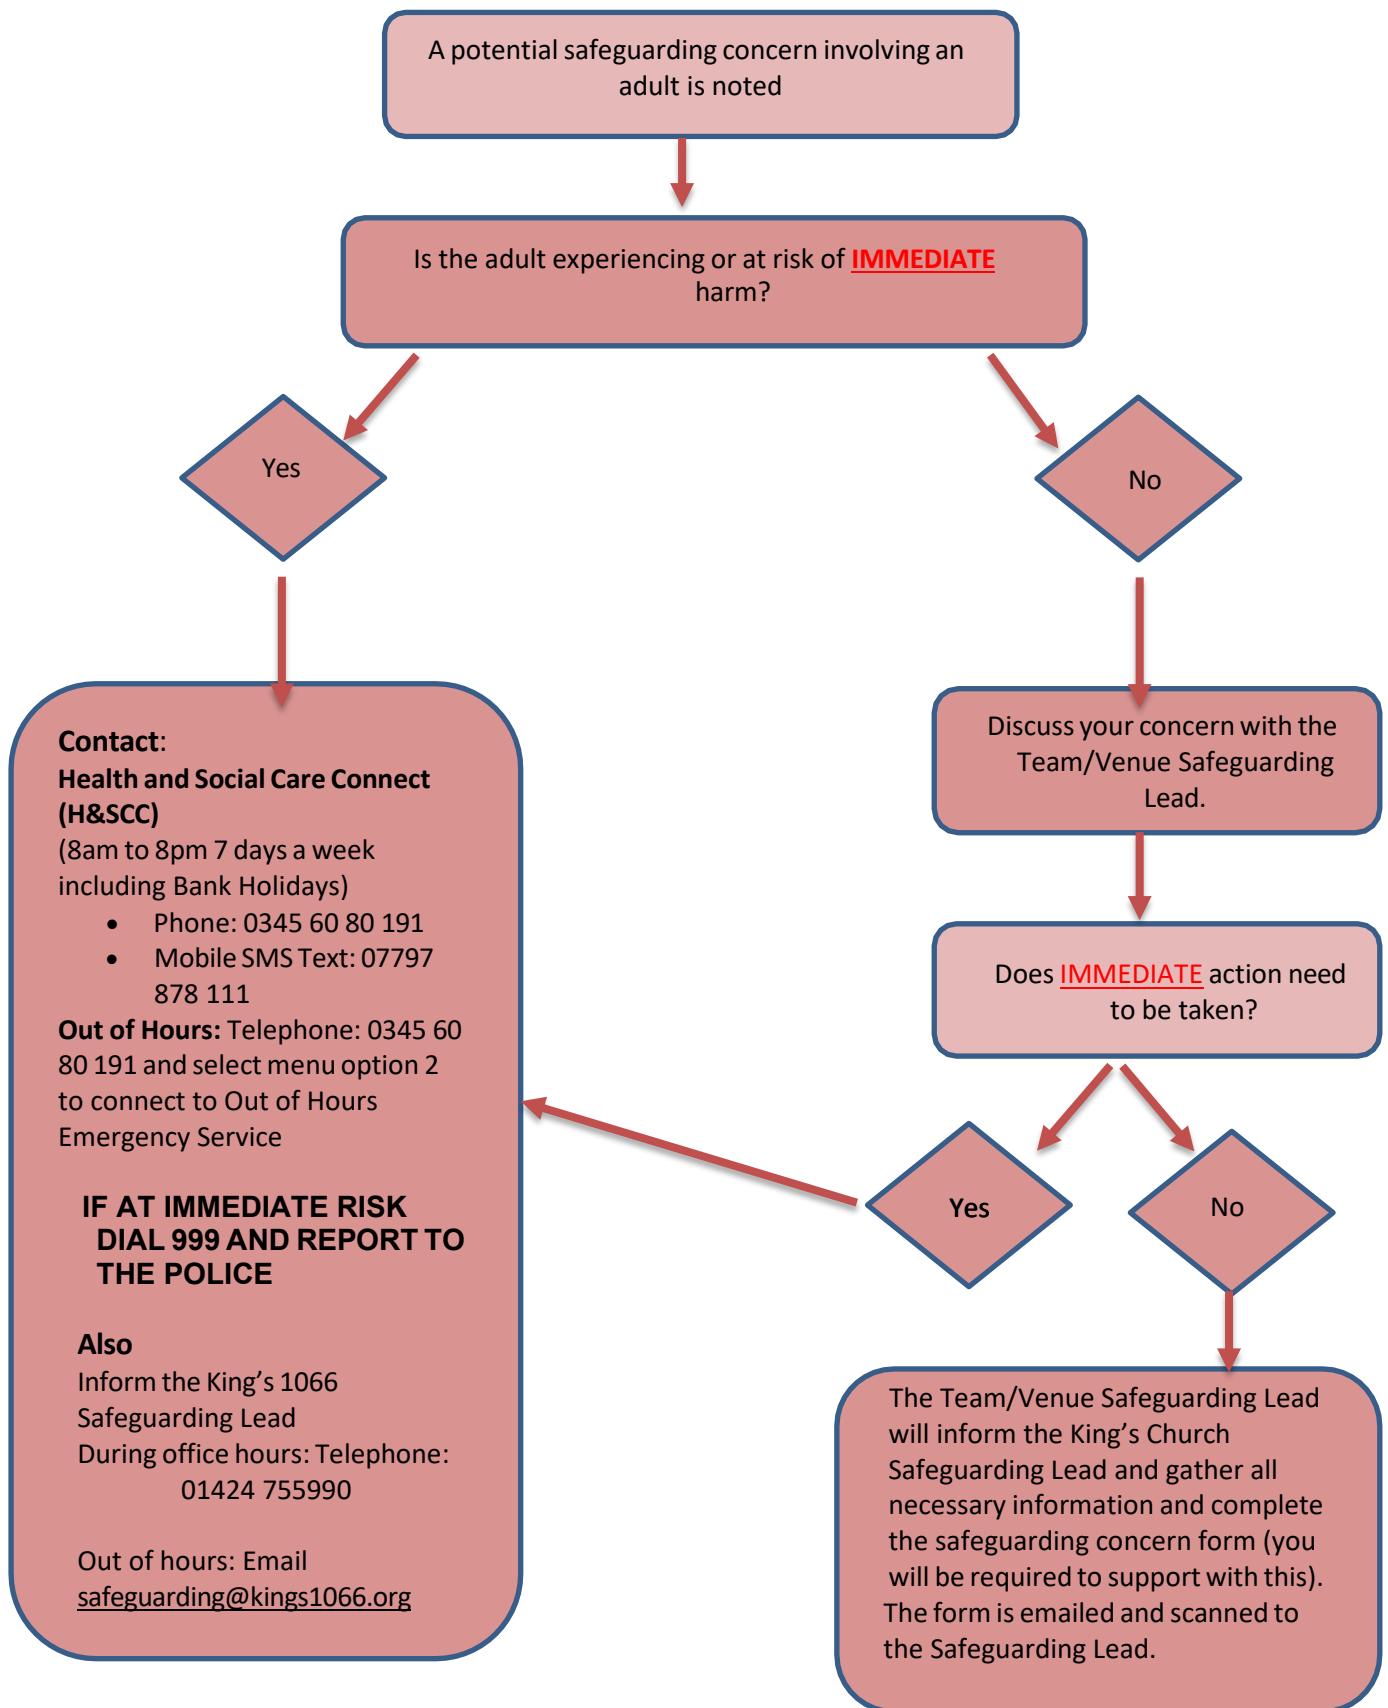 A potential safeguarding concern involving an
adult is noted
Is the adult experiencing or at risk of IMMEDIATE
harm?
Yes
No
Contact:
Health and Social Care Connect
(H&SCC)
(8am to 8pm 7 days a week
including Bank Holidays)
• Phone: 0345 60 80 191
• Mobile SMS Text: 07797
878 111
Out of Hours: Telephone: 0345 60
80 191 and select menu option 2
to connect to Out of Hours
Emergency Service
IF AT IMMEDIATE RISK
DIAL 999 AND REPORT TO
THE POLICE
Also
Inform the King’s 1066
Safeguarding Lead
During office hours: Telephone:
01424 755990
Out of hours: Email
safeguarding@kings1066.org
Discuss your concern with the
Team/Venue Safeguarding
Lead.
Does IMMEDIATE action need
to be taken?
Yes
No
The Team/Venue Safeguarding Lead
will inform the King’s Church
Safeguarding Lead and gather all
necessary information and complete
the safeguarding concern form (you
will be required to support with this).
The form is emailed and scanned to
the Safeguarding Lead.